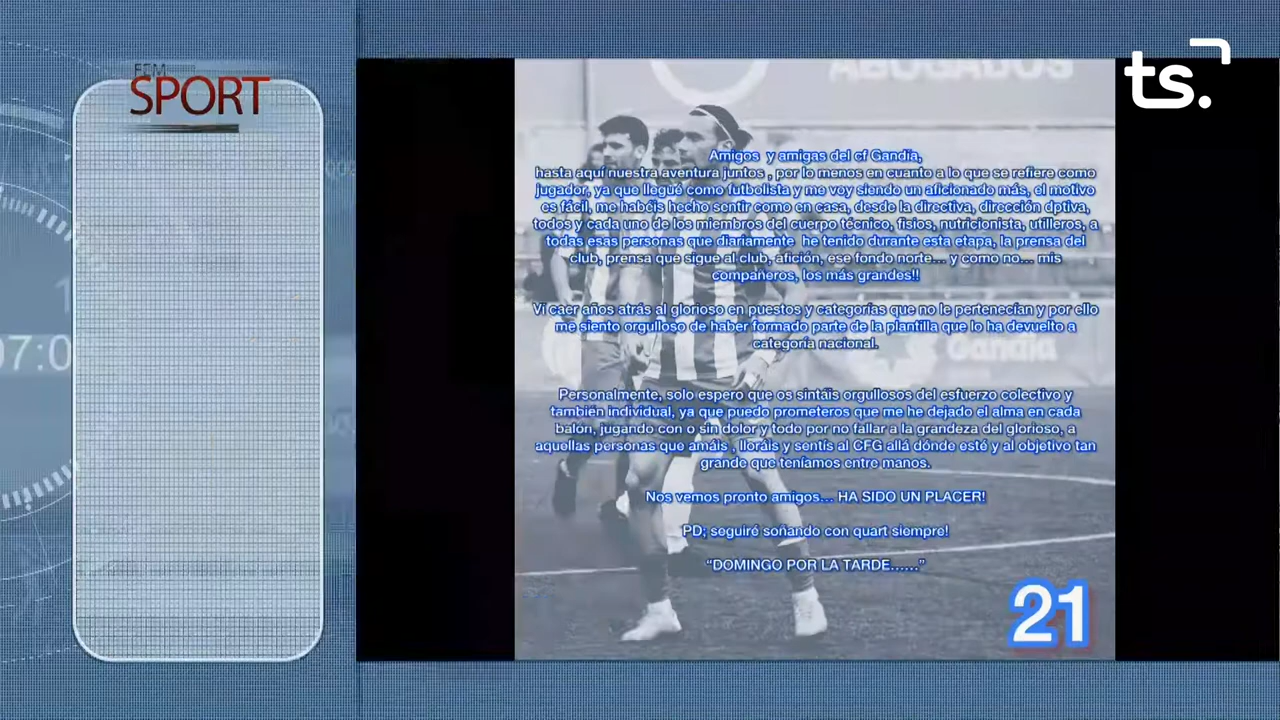 FEM
SPORT
ts.
07:0
ABOGADOS
Amigos y amigas del cf Gandia,
hasta aquí nuestra aventura juntos , por lo menos en cuanto a lo que se refiere como
jugador, ya que llegué como futbolista y me voy siendo un aficionado más, el motivo
es fácil, me habéis hecho sentir como en casa, desde la directiva, dirección dptiva,
todos y cada uno de los miembros del cuerpo técnico, fisios, nutricionista, utilleros, a
todas esas personas que diariamente he tenido durante esta etapa, la prensa del
club, prensa que sigue al club, afición, ese fondo norte... y como no... mis
compañeros, los más grandes!!
Vi caer años atrás al glorioso en puestos y categorías que no le pertenecían y por ello
me siento orgulloso de haber formado parte de la plantilla que lo ha devuelto a
categoría nacional.
Gandia
Personalmente, solo espero que os sintáis orgullosos del esfuerzo colectivo y
también individual, ya que puedo prometeros que me he dejado el alma en cada
balón, jugando con o sin dolor y todo por no fallar a la grandeza del glorioso, a
aquellas personas que amáis , lloráis y sentís al CFG allá dónde esté y al objetivo tan
grande que teníamos entre manos.
Nos vemos pronto amigos... HA SIDO UN PLACER!
PD; seguiré soñando con quart siempre!
“DOMINGO POR LA TARDE......”
21